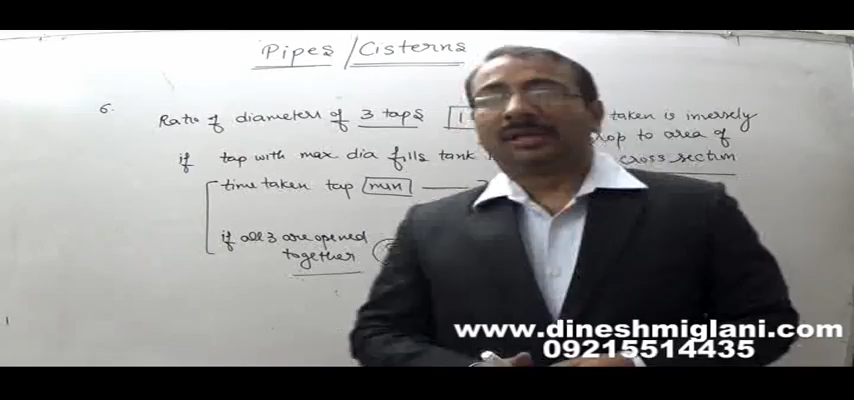 Pipes / Cisterns
6.
Ratio of diameters of 3 taps 1 taken is inversely
prop to area of
if tap with max dia fills tank cross section
time taken tap min
if all 3 are opened
together
www.dineshmiglani.com
09215514435